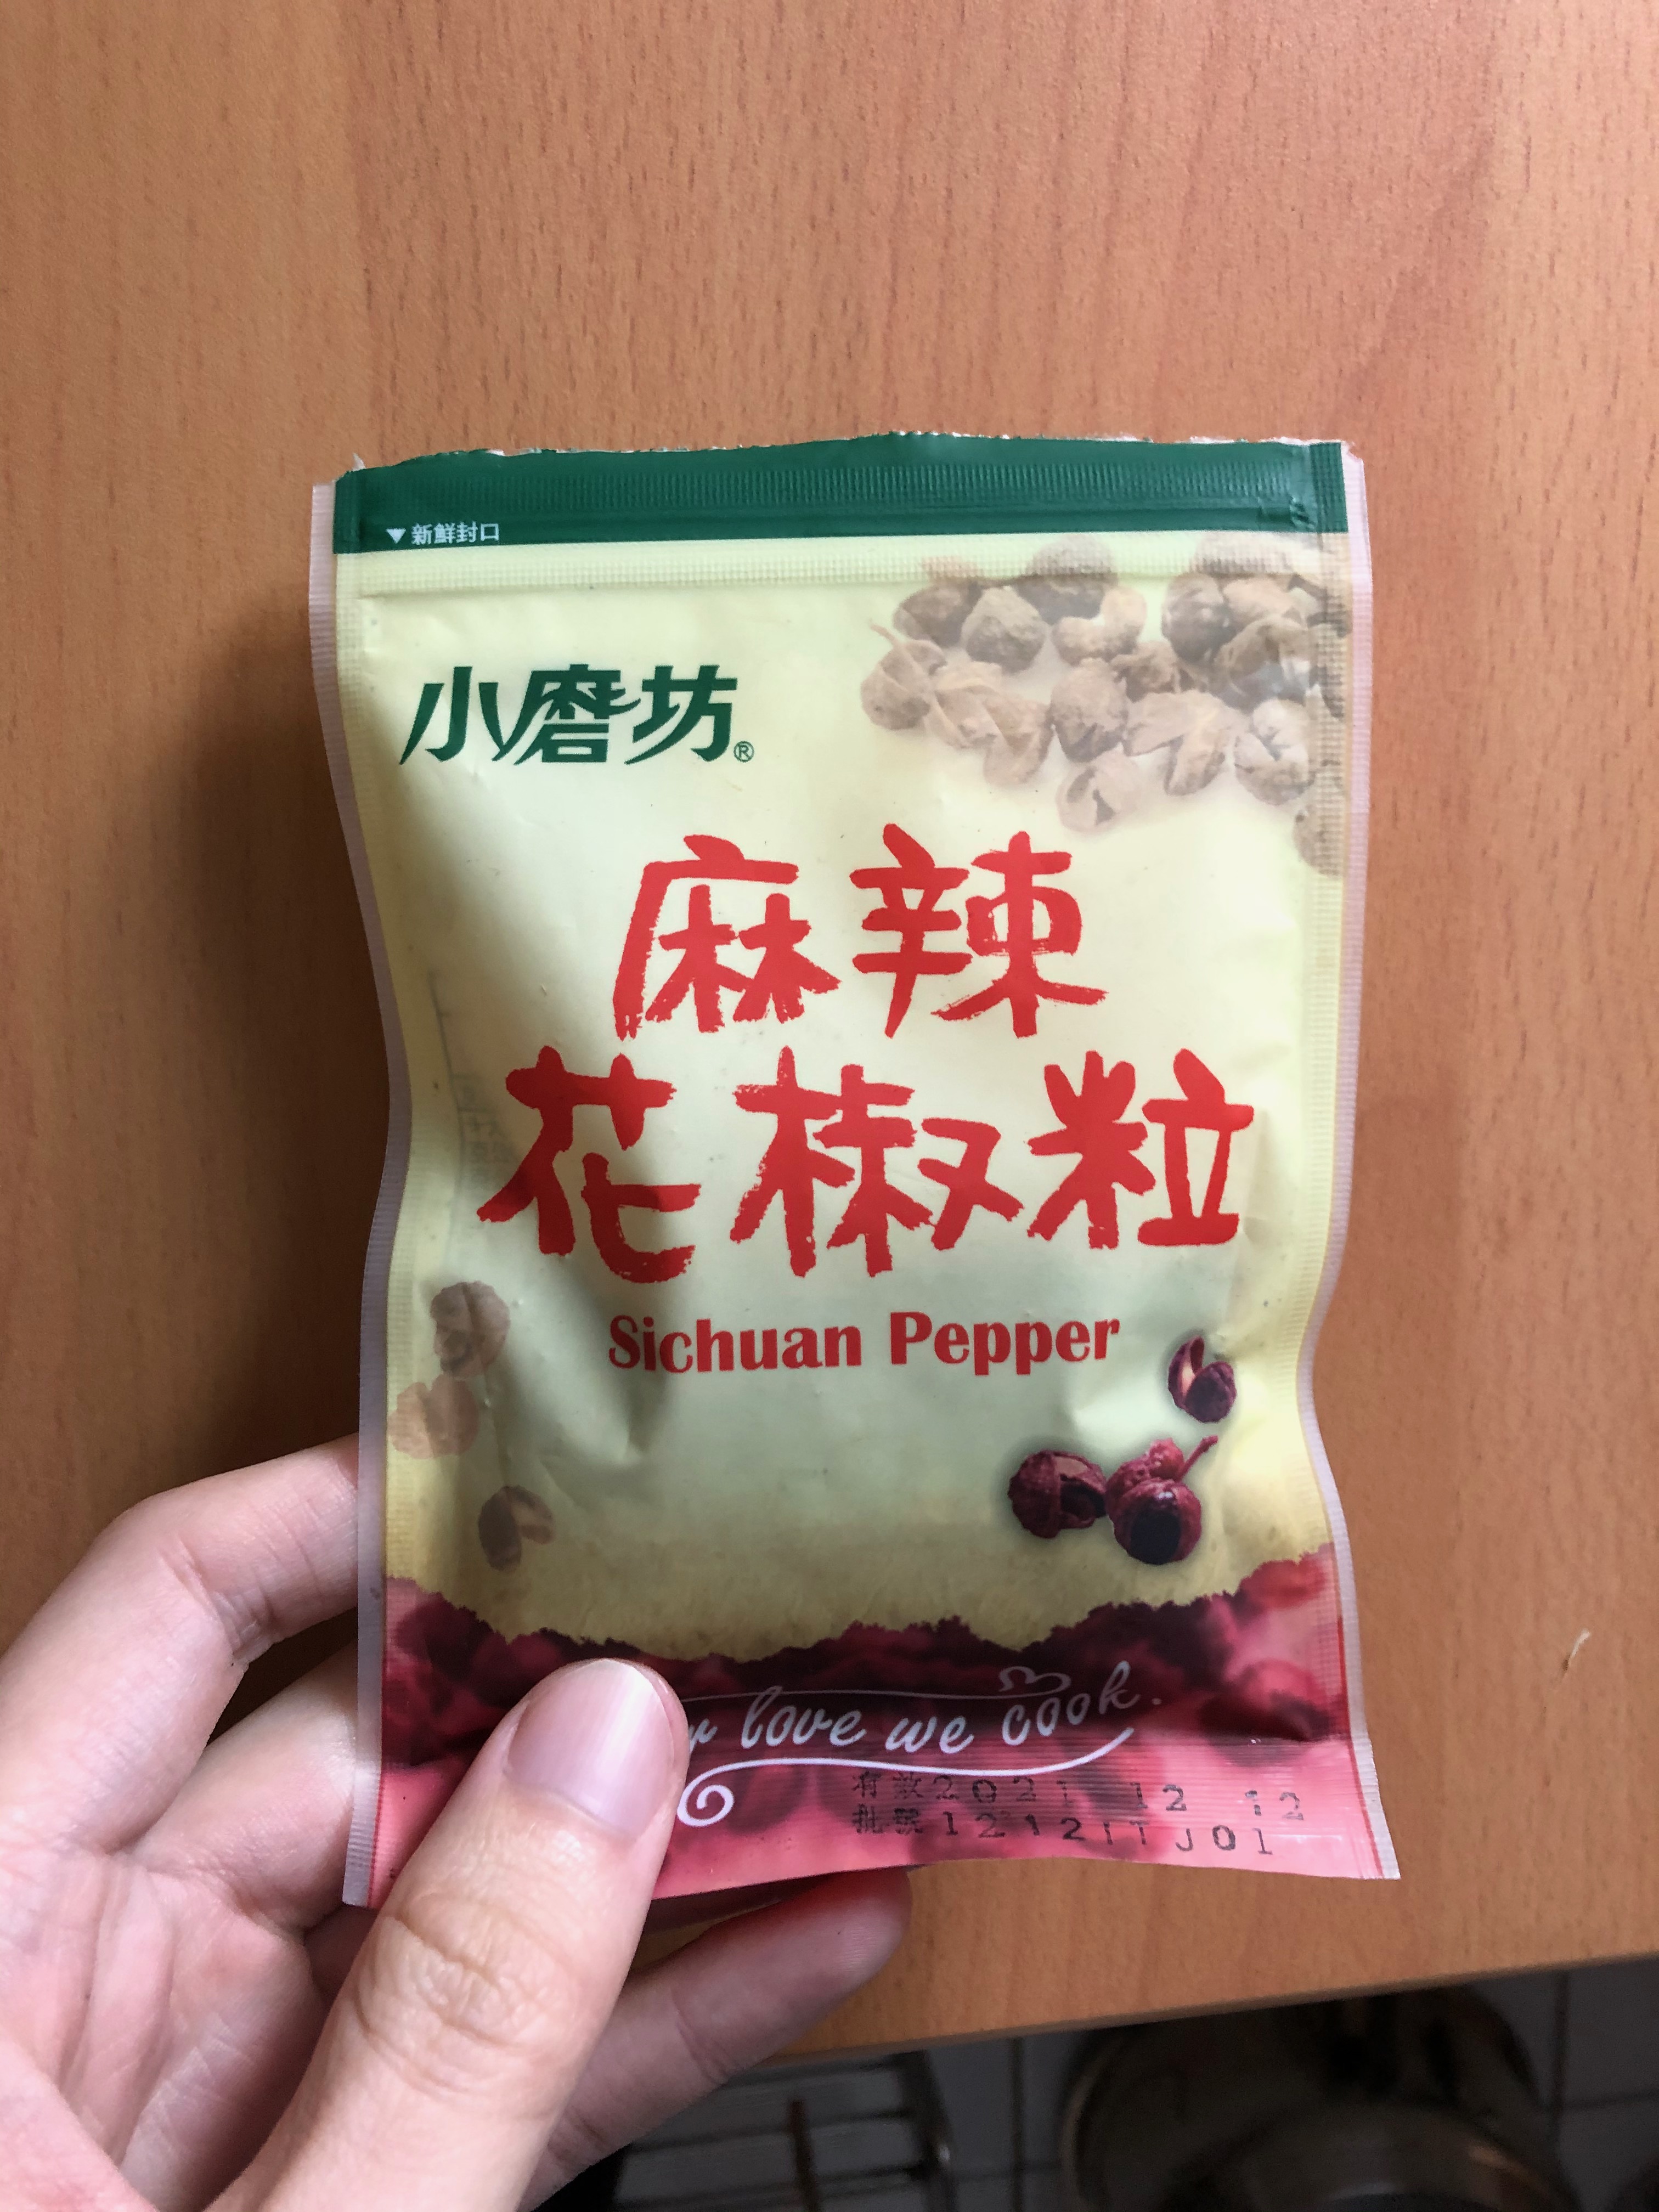 ▼新鮮封口
小磨坊®
麻辣
花椒粒
Sichuan Pepper
love we cook.
有效2021 12 12
批號12121TJ01